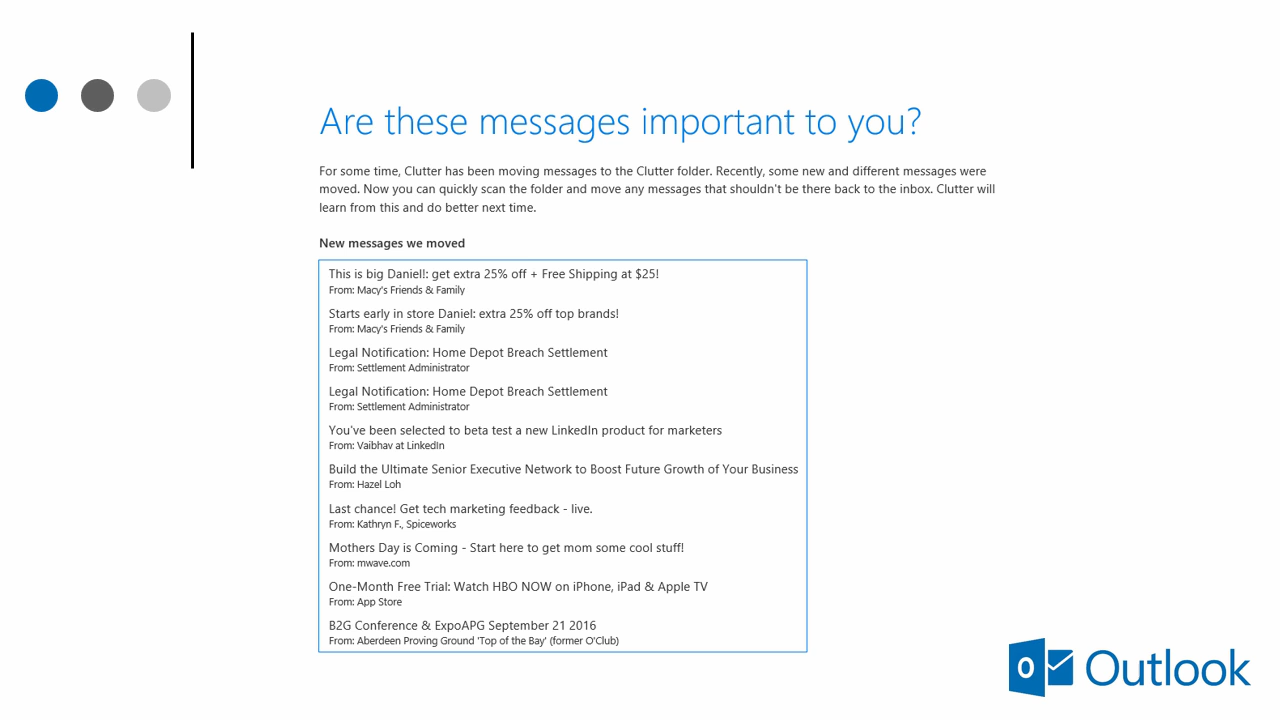 Are these messages important to you?
For some time, Clutter has been moving messages to the Clutter folder. Recently, some new and different messages were
moved. Now you can quickly scan the folder and move any messages that shouldn't be there back to the inbox. Clutter will
learn from this and do better next time.
New messages we moved
This is big Daniel!: get extra 25% off + Free Shipping at $25!
From: Macy's Friends & Family
Starts early in store Daniel: extra 25% off top brands!
From: Macy's Friends & Family
Legal Notification: Home Depot Breach Settlement
From: Settlement Administrator
Legal Notification: Home Depot Breach Settlement
From: Settlement Administrator
You've been selected to beta test a new LinkedIn product for marketers
From: Vaibhav at LinkedIn
Build the Ultimate Senior Executive Network to Boost Future Growth of Your Business
From: Hazel Loh
Last chance! Get tech marketing feedback - live.
From: Kathryn F., Spiceworks
Mothers Day is Coming - Start here to get mom some cool stuff!
From: mwave.com
One-Month Free Trial: Watch HBO NOW on iPhone, iPad & Apple TV
From: App Store
B2G Conference & ExpoAPG September 21 2016
From: Aberdeen Proving Ground 'Top of the Bay' (former O'Club)
O Outlook